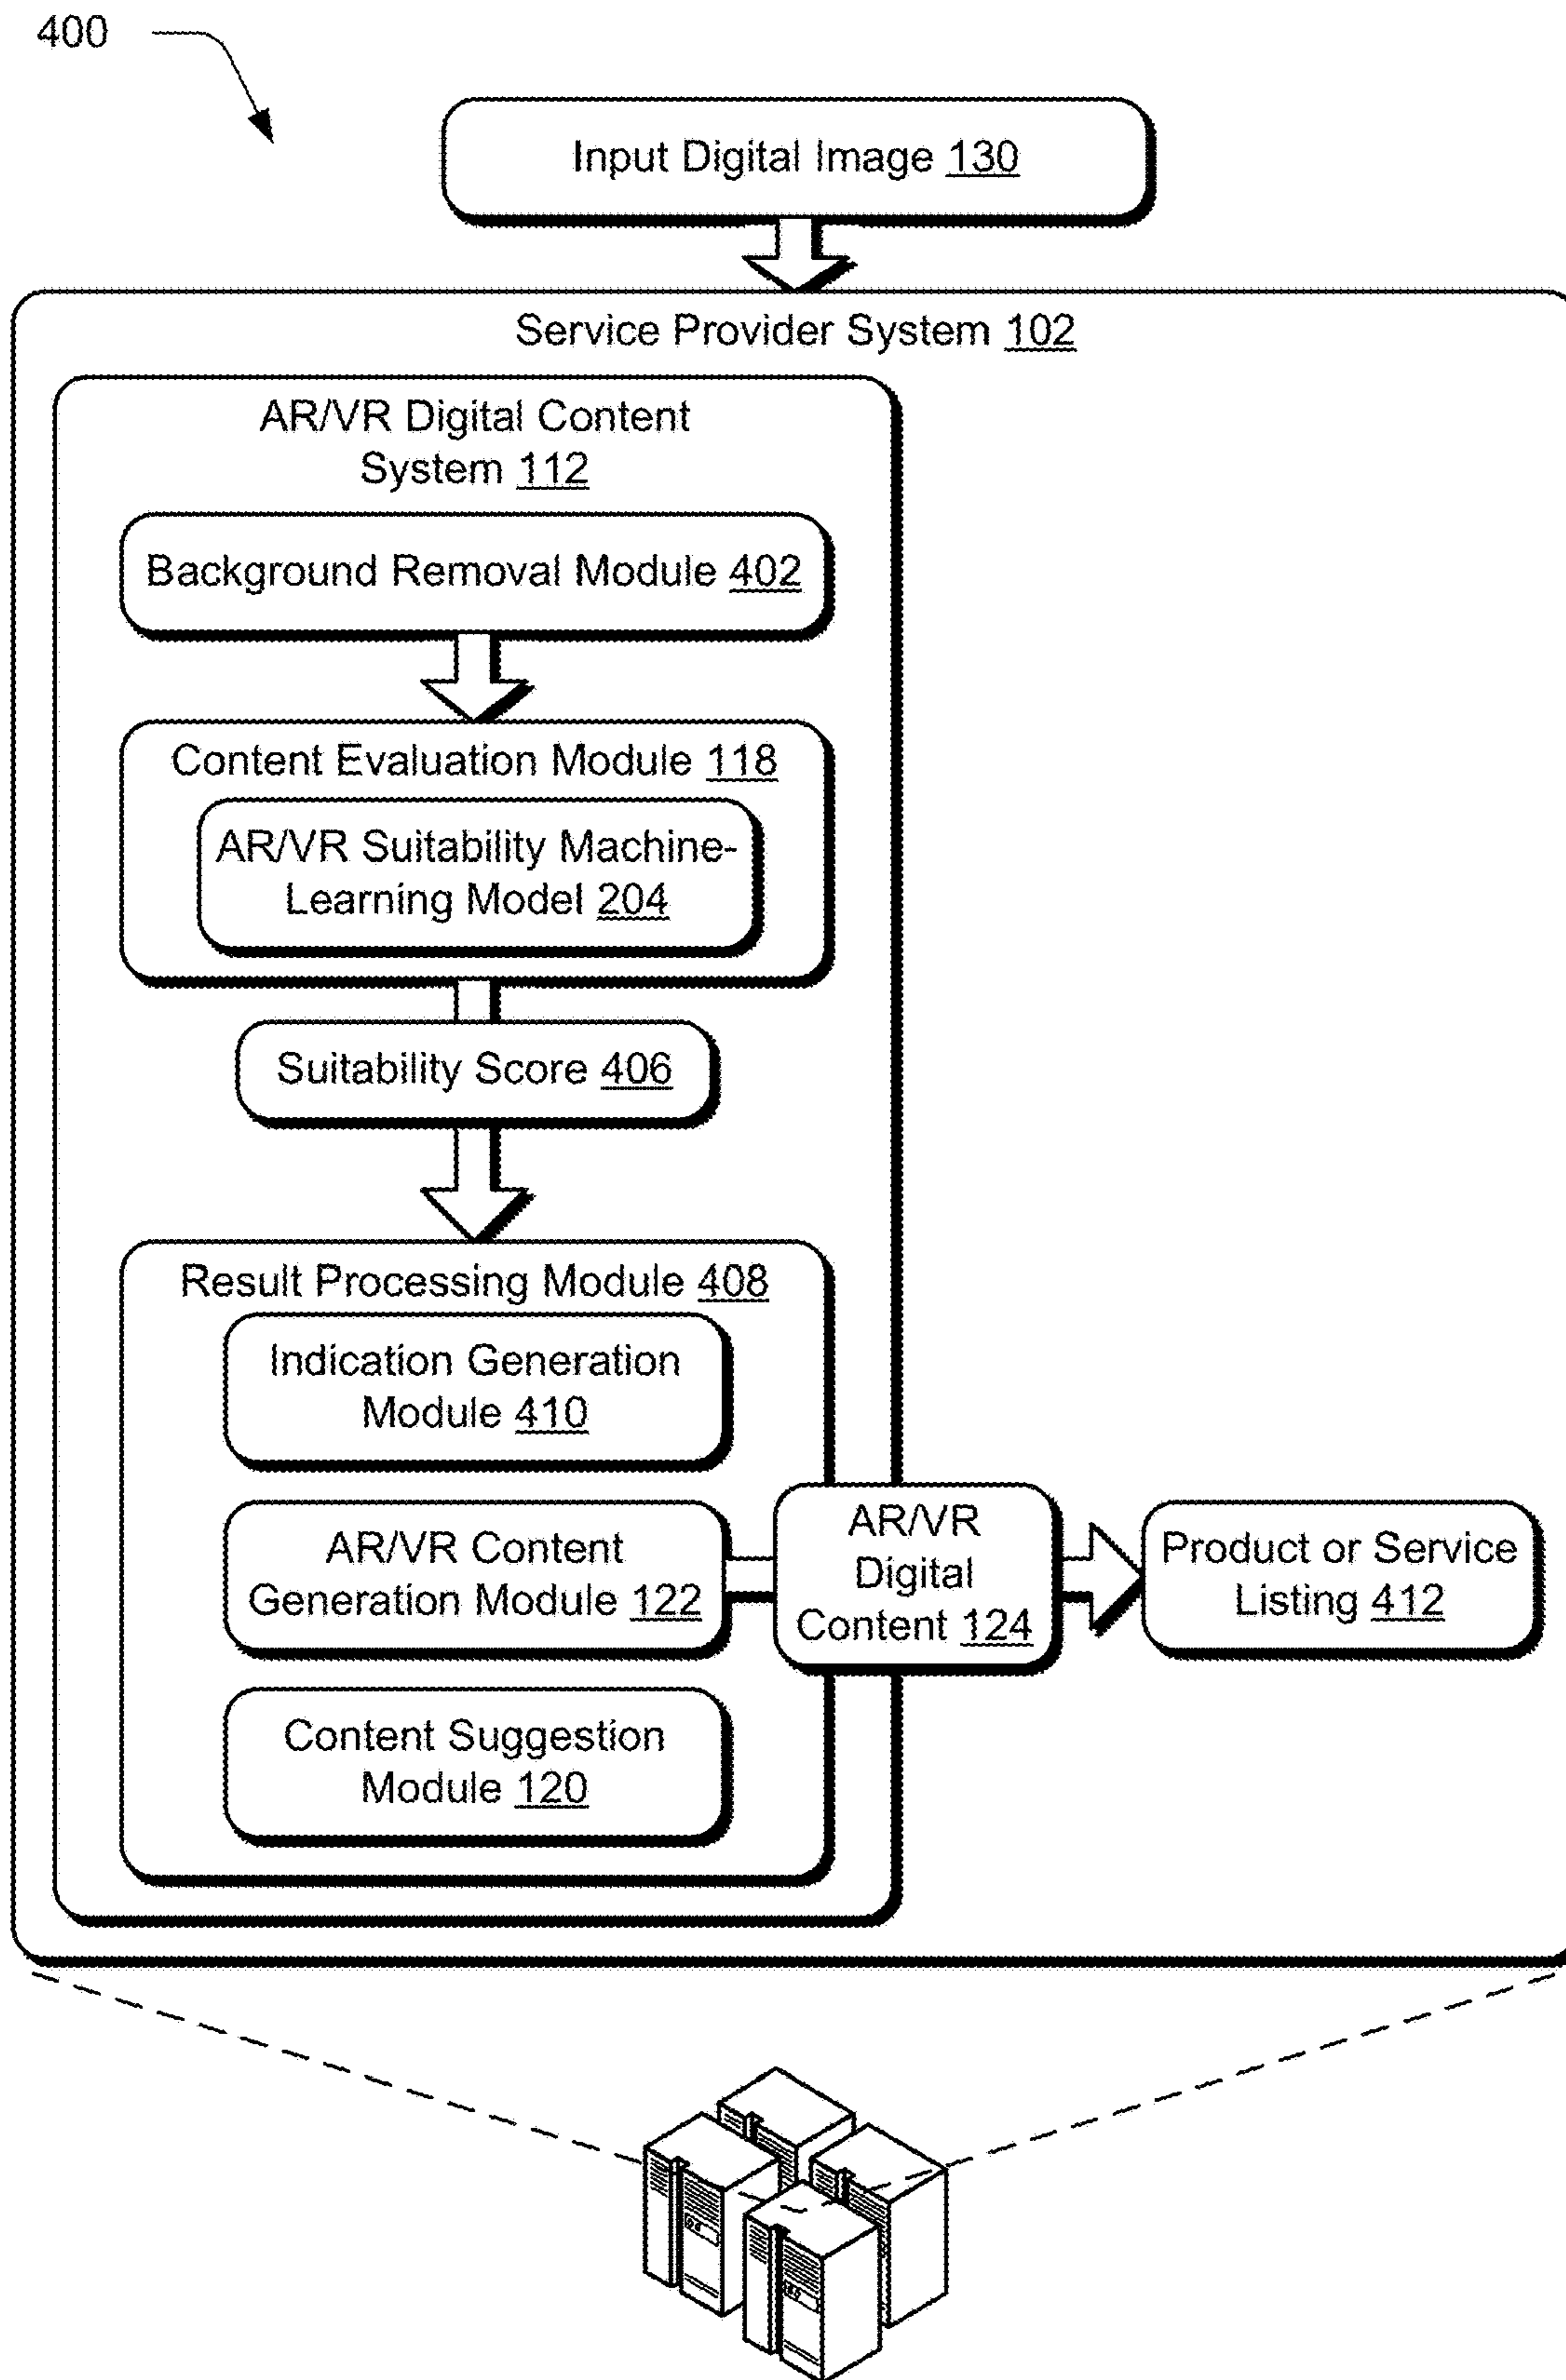 400
Input Digital Image 130
Service Provider System 102
AR/VR Digital Content
System 112
Background Removal Module 402
Content Evaluation Module 118
AR/VR Suitability Machine-
Learning Model 204
Suitability Score 406
Result Processing Module 408
Indication Generation
Module 410
AR/VR Content
Generation Module 122
AR/VR
Digital
Content 124
Product or Service
Listing 412
Content Suggestion
Module 120